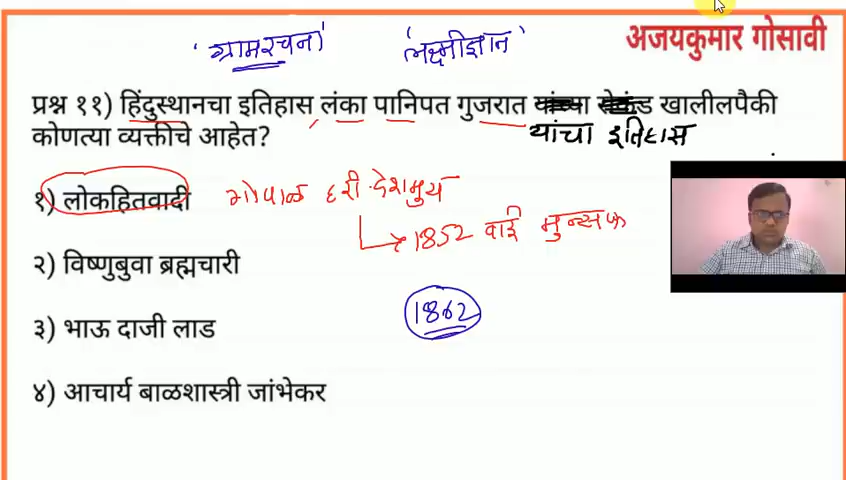 'ग्रामरचना' 'लक्ष्मीज्ञान' अजयकुमार गोसावी
प्रश्न ११) हिंदुस्थानचा इतिहास लंका पानिपत गुजरात खालीलपैकी
कोणत्या व्यक्तीचे आहेत? यांचा इतिहास
१) लोकहितवादी गोपाळ हरी देशमुख
1852 वाई मुन्सफ
२) विष्णुबुवा ब्रह्मचारी
1862
३) भाऊ दाजी लाड
४) आचार्य बाळशास्त्री जांभेकर